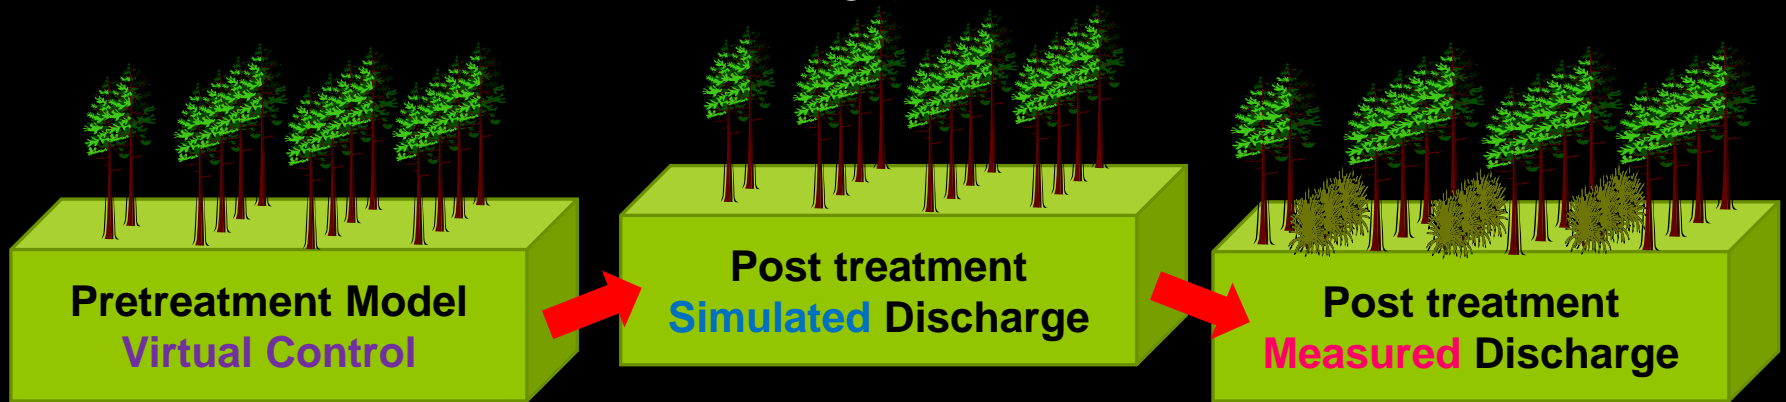 Pretreatment Model
Virtual Control
Post treatment
Simulated Discharge
Post treatment
Measured Discharge